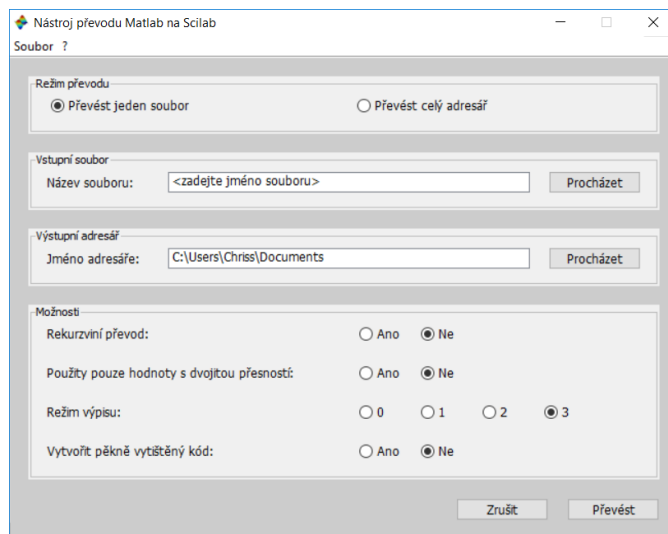 Nástroj převodu Matlab na Scilab
Soubor ?
Režim převodu
Převést jeden soubor Převést celý adresář
Vstupní soubor
Název souboru: <zadejte jméno souboru> Procházet
Výstupní adresář
Jméno adresáře: C:\Users\Chriss\Documents Procházet
Možnosti
Rekurzviní převod: Ano Ne
Použity pouze hodnoty s dvojitou přesností: Ano Ne
Režim výpisu: 0 1 2 3
Vytvořit pěkně vytištěný kód: Ano Ne
Zrušit Převést